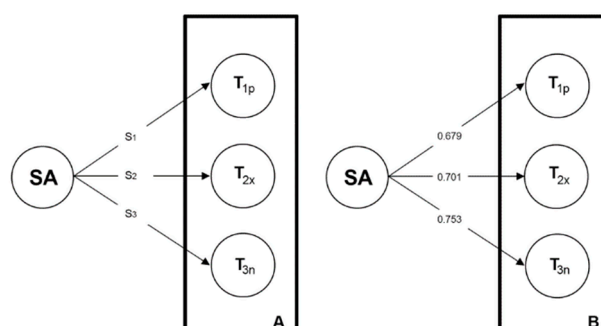 T1p
S1
SA
S2
T2x
S3
T3n
A
T1p
0.679
SA
0.701
T2x
0.753
T3n
B